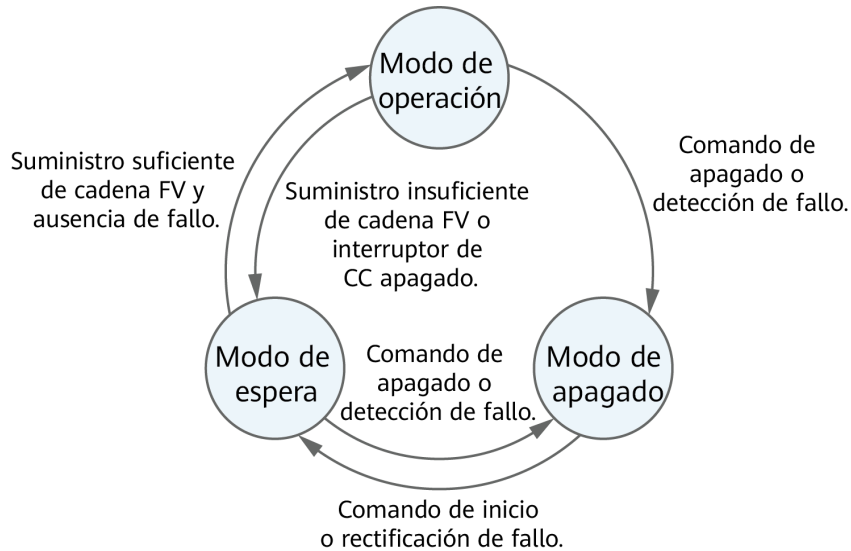 Modo de
operación
Suministro suficiente
de cadena FV y
ausencia de fallo.
Suministro insuficiente
de cadena FV o
interruptor de
CC apagado.
Comando de
apagado o
detección de fallo.
Modo de
espera
Comando de
apagado o
detección de fallo.
Modo de
apagado
Comando de inicio
o rectificación de fallo.